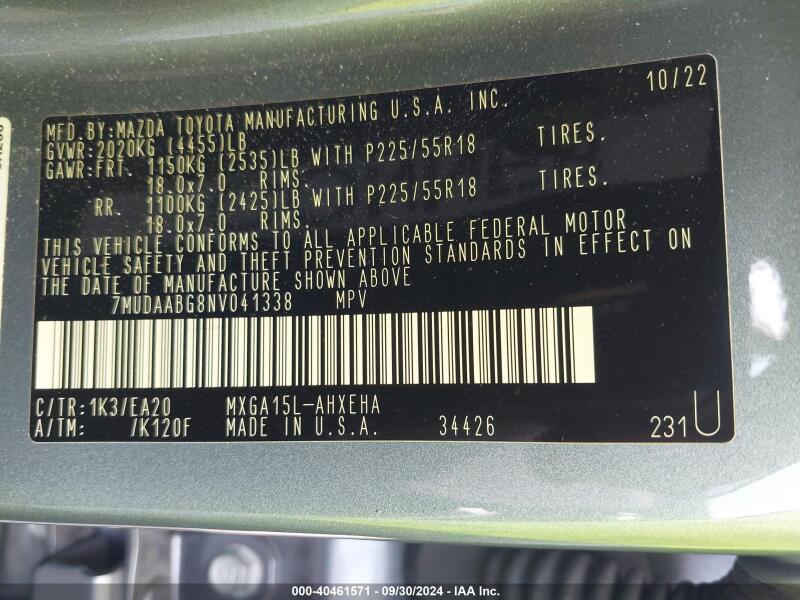 10/22
MFD.BY:MAZDA TOYOTA MANUFACTURING U.S.A. INC.
GVWR:2020KG (4455)LB
GAWR:FRT. 1150KG (2535)LB WITH P225/55R18 TIRES.
18.0x7.0 RIMS.
RR. 1100KG (2425)LB WITH P225/55R18 TIRES.
18.0x7.0 RIMS.
THIS VEHICLE CONFORMS TO ALL APPLICABLE FEDERAL MOTOR
VEHICLE SAFETY AND THEFT PREVENTION STANDARDS IN EFFECT ON
THE DATE OF MANUFACTURE SHOWN ABOVE
7MUDAABG8NV041338 MPV
C/TR:1K3/EA20 MXGA15L-AHXEHA
A/TM: /K120F MADE IN U.S.A. 34426 231U
000-40461571 - 09/30/2024 - IAA Inc.